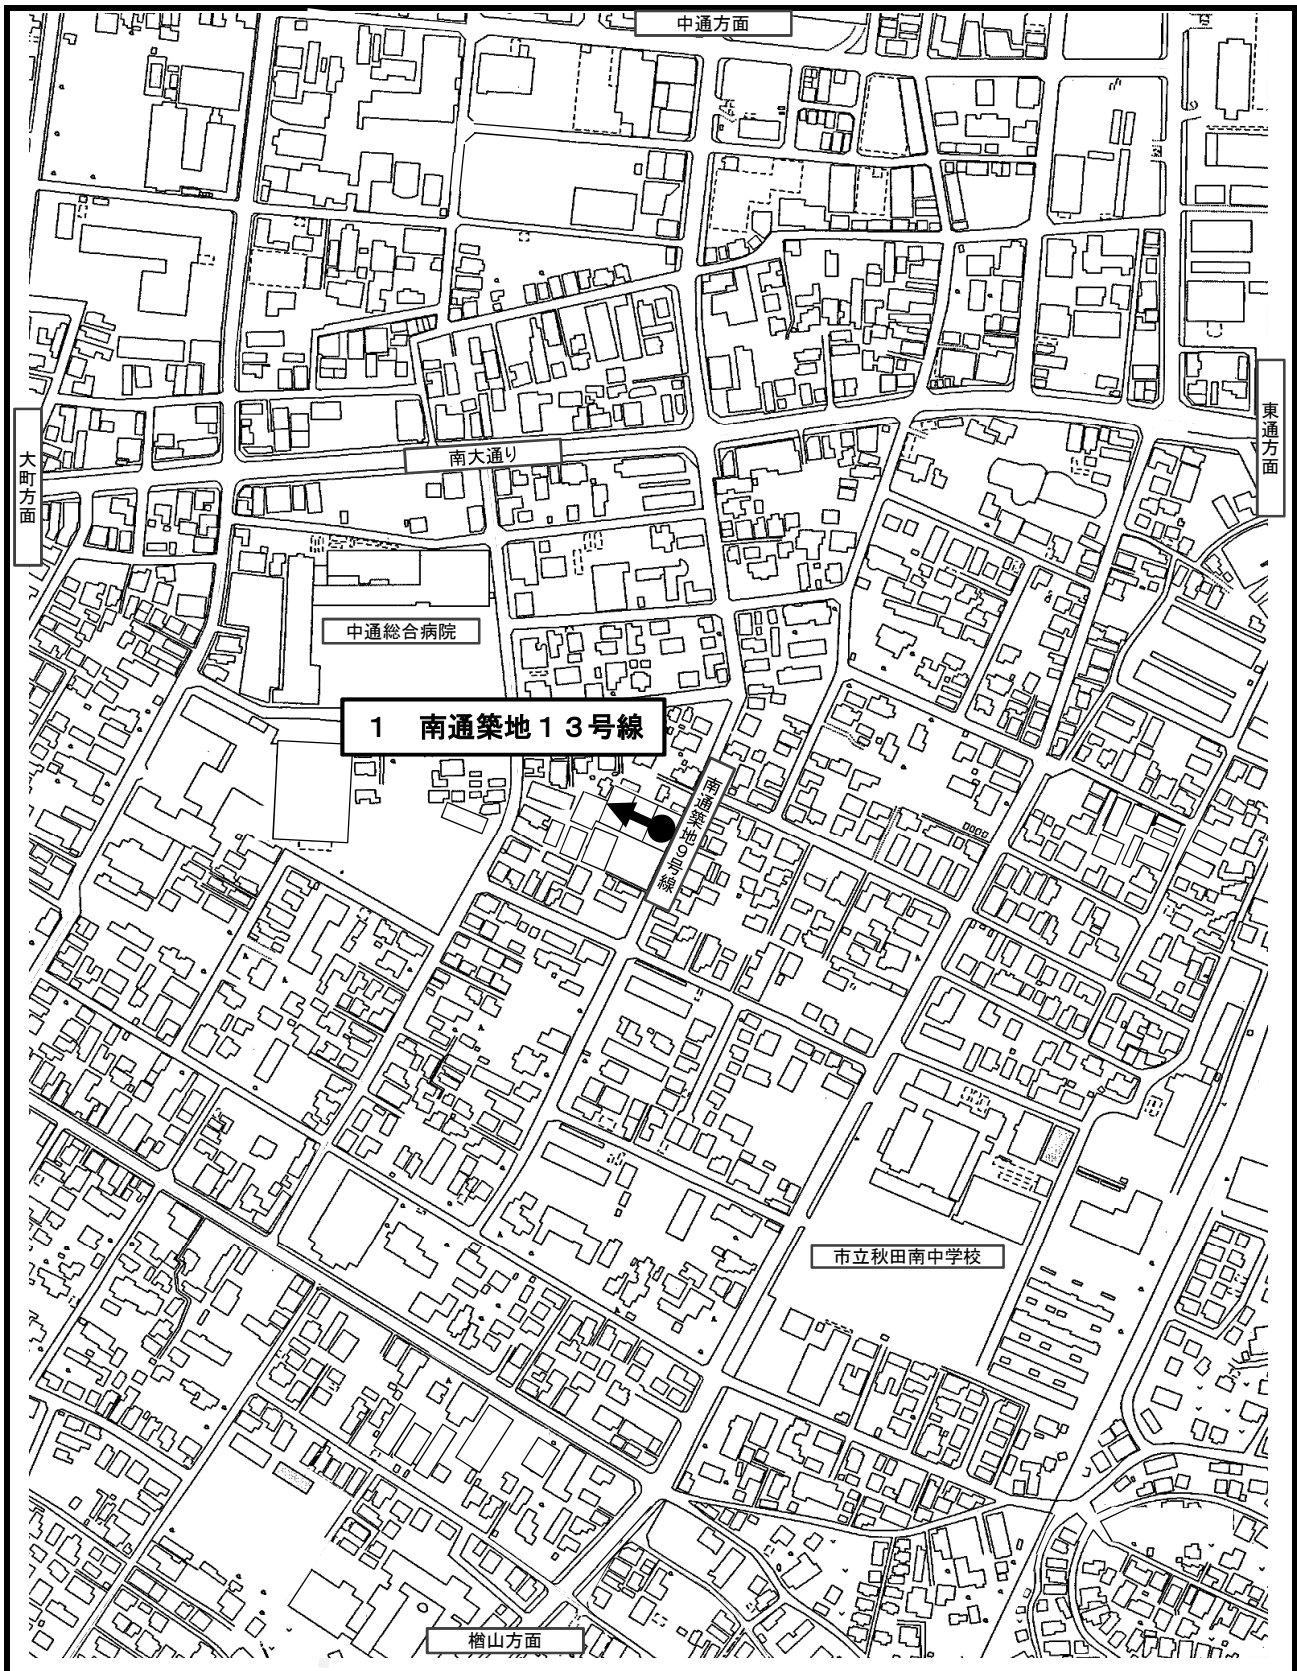 中通方面
東通方面
大町方面
南大通り
中通総合病院
1 南通築地13号線
南通築地9号線
市立秋田南中学校
楢山方面